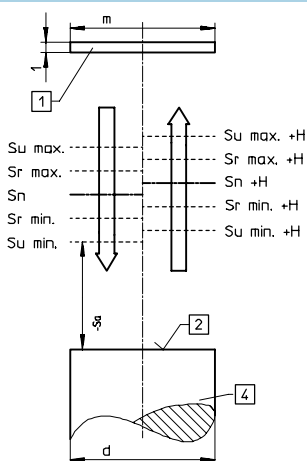 m
1
1
Su max.
Sr max.
Sn
Sr min.
Su min.
Su max. +H
Sr max. +H
Sn +H
Sr min. +H
Su min. +H
-Sa
2
4
d